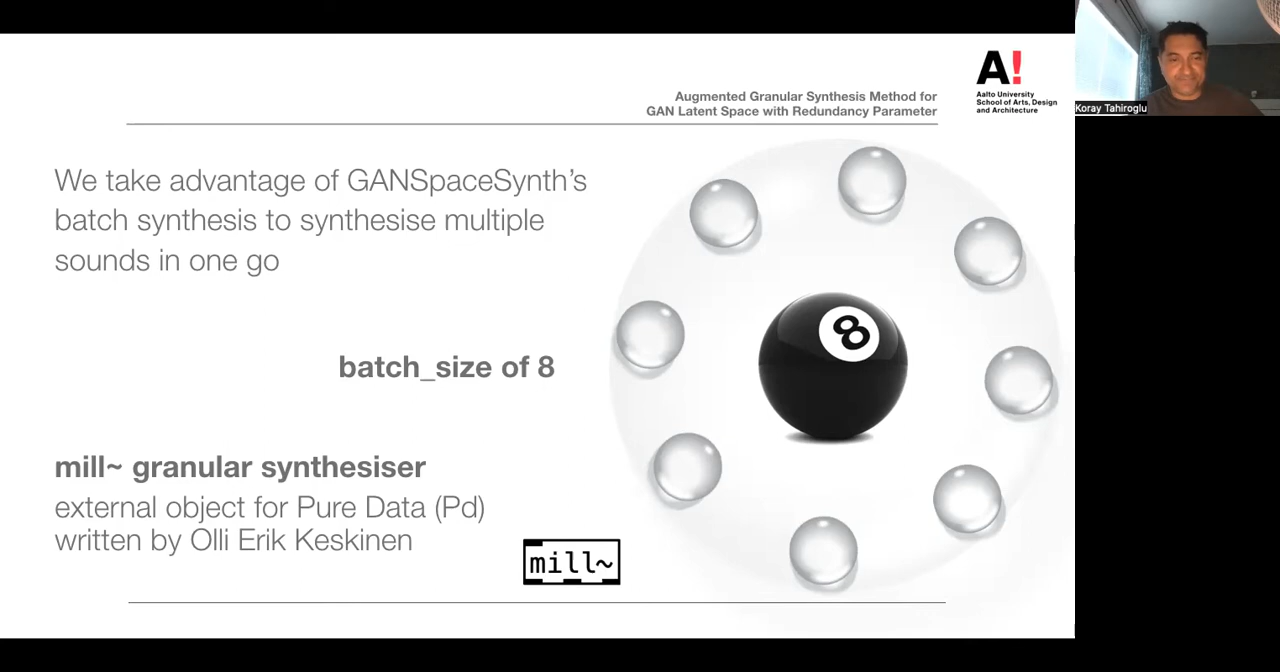 Augmented Granular Synthesis Method for
GAN Latent Space with Redundancy Parameter
A!
Aalto University
School of Arts, Design
and Architecture
Koray Tahiroglu
We take advantage of GANSpaceSynth's
batch synthesis to synthesise multiple
sounds in one go
8
batch_size of 8
mill~ granular synthesiser
external object for Pure Data (Pd)
written by Olli Erik Keskinen
mill~